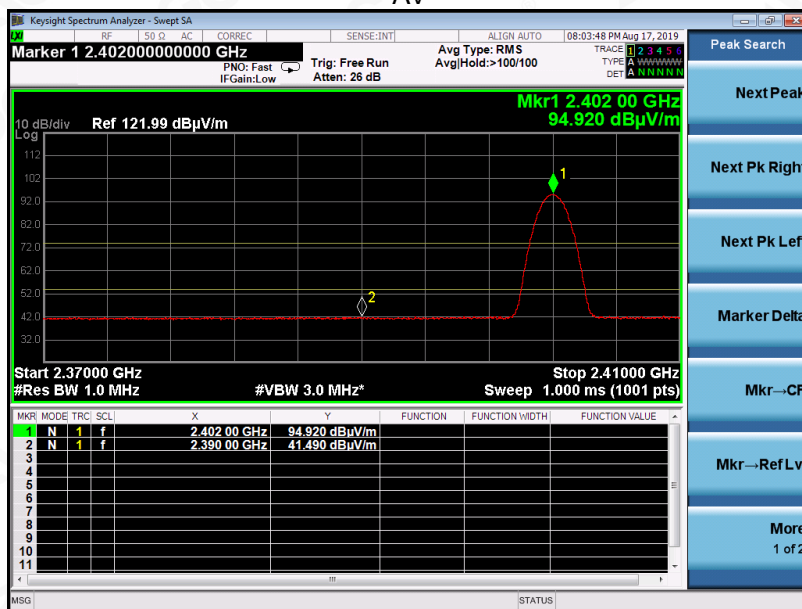 AV
Keysight Spectrum Analyzer - Swept SA
RF 50 Ω AC CORREC SENSE:INT ALIGN AUTO 08:03:48 PM Aug 17, 2019
Marker 1 2.402000000000 GHz
PNO: Fast
IFGain:Low
Trig: Free Run
Atten: 26 dB
Avg Type: RMS
Avg|Hold:>100/100
TRACE 1 2 3 4 5 6
TYPE A WWWWW
DET A N N N N N
Mkr1 2.402 00 GHz
94.920 dBµV/m
10 dB/div Ref 121.99 dBµV/m
Log
112
102
92.0
82.0
72.0
62.0
52.0
42.0
32.0
1
2
Start 2.37000 GHz Stop 2.41000 GHz
#Res BW 1.0 MHz #VBW 3.0 MHz* Sweep 1.000 ms (1001 pts)
MKR MODE TRC SCL X Y FUNCTION FUNCTION WIDTH FUNCTION VALUE
1 N 1 f 2.402 00 GHz 94.920 dBµV/m
2 N 1 f 2.390 00 GHz 41.490 dBµV/m
3
4
5
6
7
8
9
10
11
MSG STATUS
Peak Search
Next Peak
Next Pk Right
Next Pk Left
Marker Delta
Mkr→CF
Mkr→Ref Lv
More
1 of 2